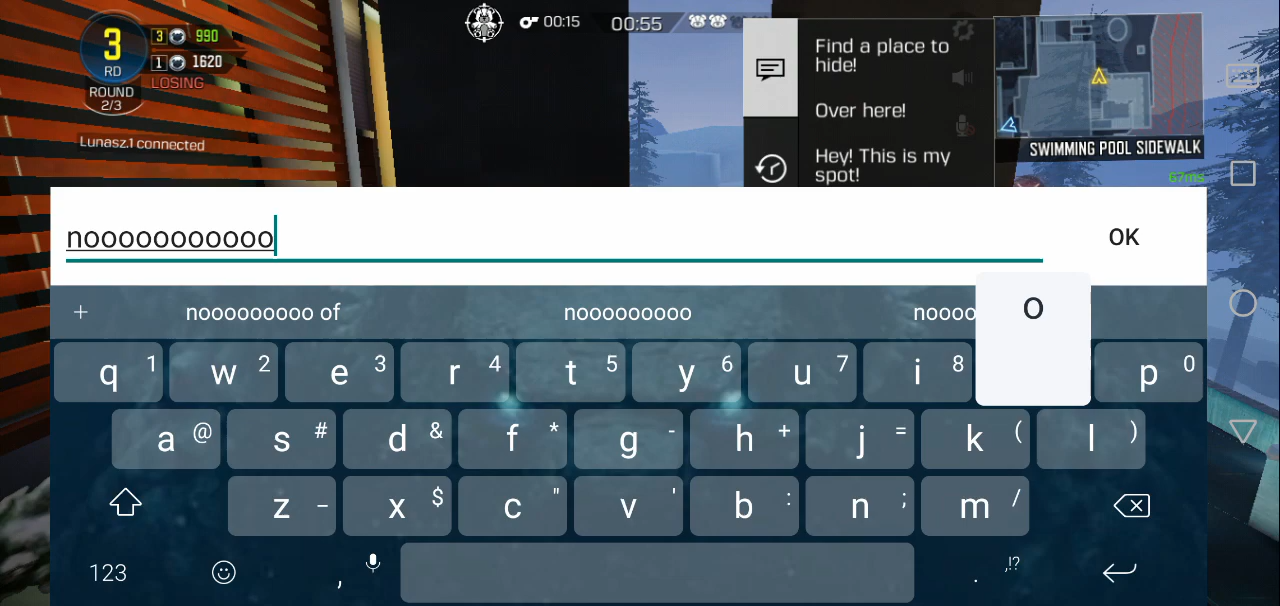 3
RD
ROUND
2/3
3 990
1 1620
LOSING
Lunasz.1 connected
00:15
00:55
Find a place to
hide!
Over here!
Hey! This is my
spot!
SWIMMING POOL SIDEWALK
67ms
nooooooooooo
OK
+ nooooooooo of nooooooooo noooo
o
q 1 w 2 e 3 r 4 t 5 y 6 u 7 i 8 p 0
a @ s # d & f * g - h + j = k ( l )
z _ x $ c " v ' b : n ; m /
123 , . ,!?